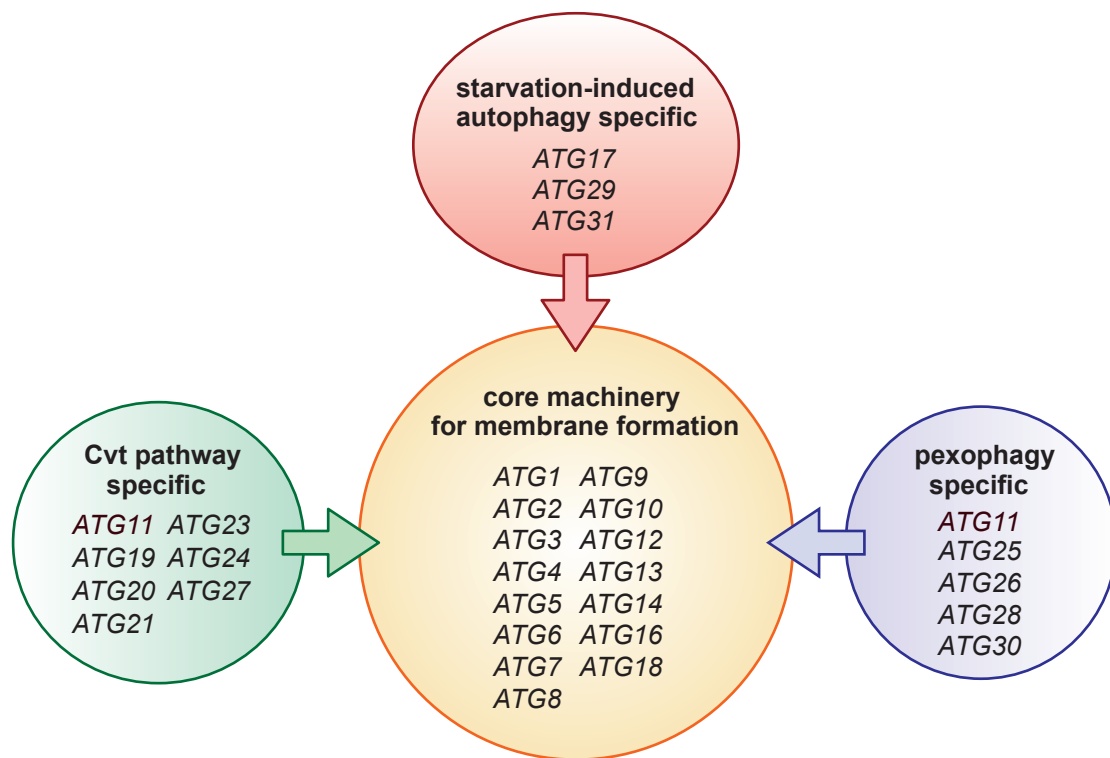 starvation-induced
autophagy specific
ATG17
ATG29
ATG31
core machinery
for membrane formation
ATG1 ATG9
ATG2 ATG10
ATG3 ATG12
ATG4 ATG13
ATG5 ATG14
ATG6 ATG16
ATG7 ATG18
ATG8
Cvt pathway
specific
ATG11 ATG23
ATG19 ATG24
ATG20 ATG27
ATG21
pexophagy
specific
ATG11
ATG25
ATG26
ATG28
ATG30